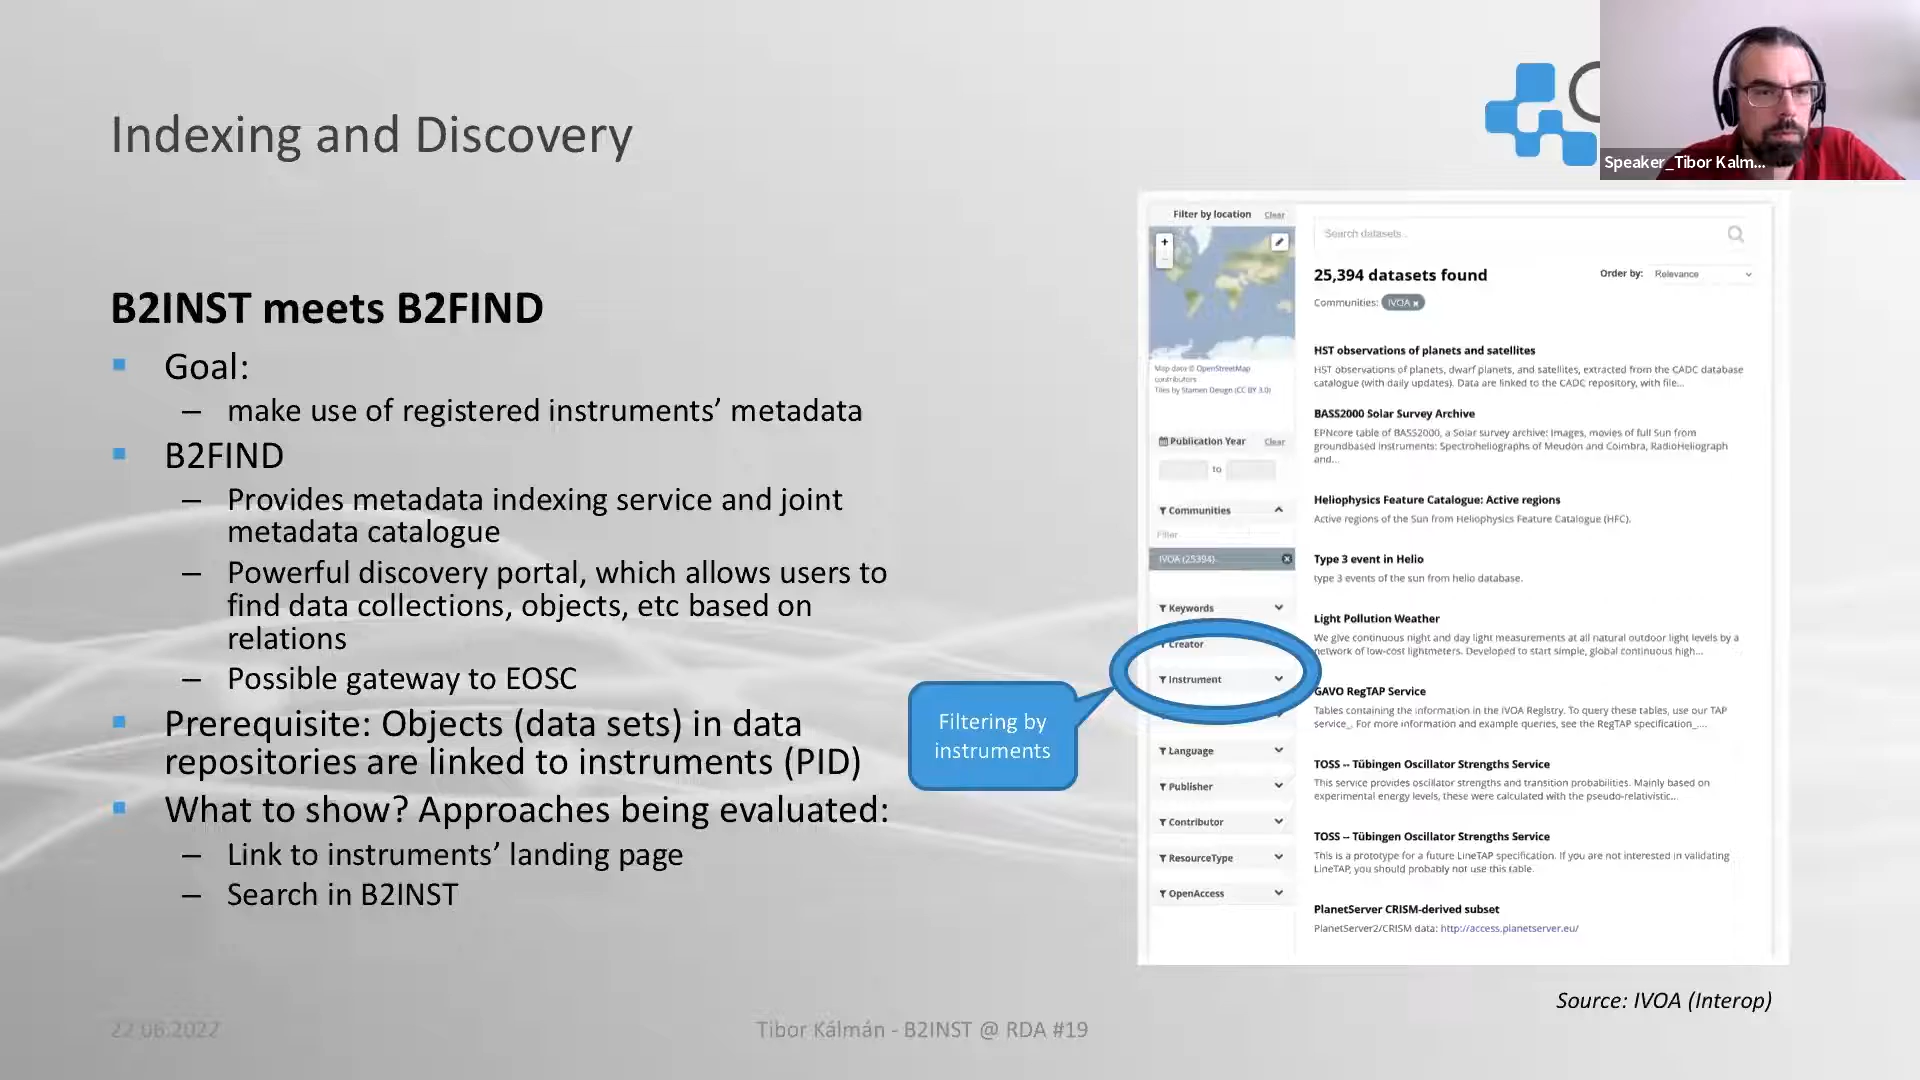 Indexing and Discovery
Speaker_Tibor Kalm...
B2INST meets B2FIND
Goal:
– make use of registered instruments’ metadata
B2FIND
– Provides metadata indexing service and joint
metadata catalogue
– Powerful discovery portal, which allows users to
find data collections, objects, etc based on
relations
– Possible gateway to EOSC
Prerequisite: Objects (data sets) in data
repositories are linked to instruments (PID)
What to show? Approaches being evaluated:
– Link to instruments’ landing page
– Search in B2INST
Filtering by
instruments
Filter by location Clear
+
Map data © OpenStreetMap
contributors
Tiles by Stamen Design (CC BY 3.0)
Publication Year Clear
to
Communities
Filter
IVOA (25394)
Keywords
Creator
Instrument
Language
Publisher
Contributor
ResourceType
OpenAccess
Search datasets...
25,394 datasets found
Order by: Relevance
Communities: IVOA x
HST observations of planets and satellites
HST observations of planets, dwarf planets, and satellites, extracted from the CADC database
catalogue (with daily updates). Data are linked to the CADC repository, with file...
BASS2000 Solar Survey Archive
EPNcore table of BASS2000, a Solar survey archive: Images, movies of full Sun from
groundbased instruments: Spectroheliographs of Meudon and Coimbra, RadioHeliograph
and...
Heliophysics Feature Catalogue: Active regions
Active regions of the Sun from Heliophysics Feature Catalogue (HFC).
Type 3 event in Helio
type 3 events of the sun from helio database.
Light Pollution Weather
We give continuous night and day light measurements at all natural outdoor light levels by a
network of low-cost lightmeters. Developed to start simple, global continuous high...
GAVO RegTAP Service
Tables containing the information in the IVOA Registry. To query these tables, use our TAP
service_. For more information and example queries, see the RegTAP specification_....
TOSS -- Tübingen Oscillator Strengths Service
This service provides oscillator strengths and transition probabilities. Mainly based on
experimental energy levels, these were calculated with the pseudo-relativistic...
TOSS -- Tübingen Oscillator Strengths Service
This is a prototype for a future LineTAP specification. If you are not interested in validating
LineTAP, you should probably not use this table.
PlanetServer CRISM-derived subset
PlanetServer2/CRISM data: http://access.planetserver.eu/
Source: IVOA (Interop)
22.06.2022
Tibor Kálmán - B2INST @ RDA #19